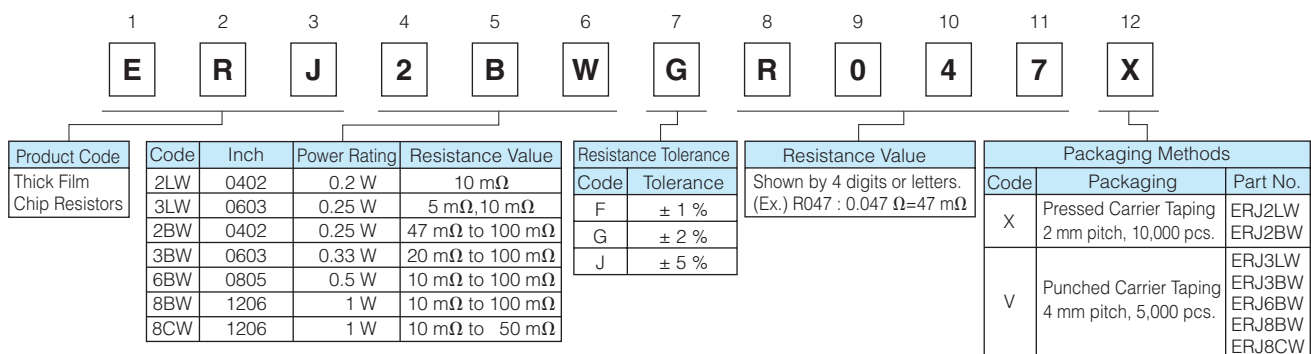 1 2 3 4 5 6 7 8 9 10 11 12
E R J 2 B W G R 0 4 7 X
Product Code
Thick Film
Chip Resistors
Code Inch Power Rating Resistance Value
2LW 0402 0.2 W 10 mΩ
3LW 0603 0.25 W 5 mΩ,10 mΩ
2BW 0402 0.25 W 47 mΩ to 100 mΩ
3BW 0603 0.33 W 20 mΩ to 100 mΩ
6BW 0805 0.5 W 10 mΩ to 100 mΩ
8BW 1206 1 W 10 mΩ to 100 mΩ
8CW 1206 1 W 10 mΩ to 50 mΩ
Resistance Tolerance
Code Tolerance
F ± 1 %
G ± 2 %
J ± 5 %
Resistance Value
Shown by 4 digits or letters.
(Ex.) R047 : 0.047 Ω=47 mΩ
Packaging Methods
Code Packaging Part No.
X Pressed Carrier Taping
2 mm pitch, 10,000 pcs.
ERJ2LW
ERJ2BW
V Punched Carrier Taping
4 mm pitch, 5,000 pcs.
ERJ3LW
ERJ3BW
ERJ6BW
ERJ8BW
ERJ8CW